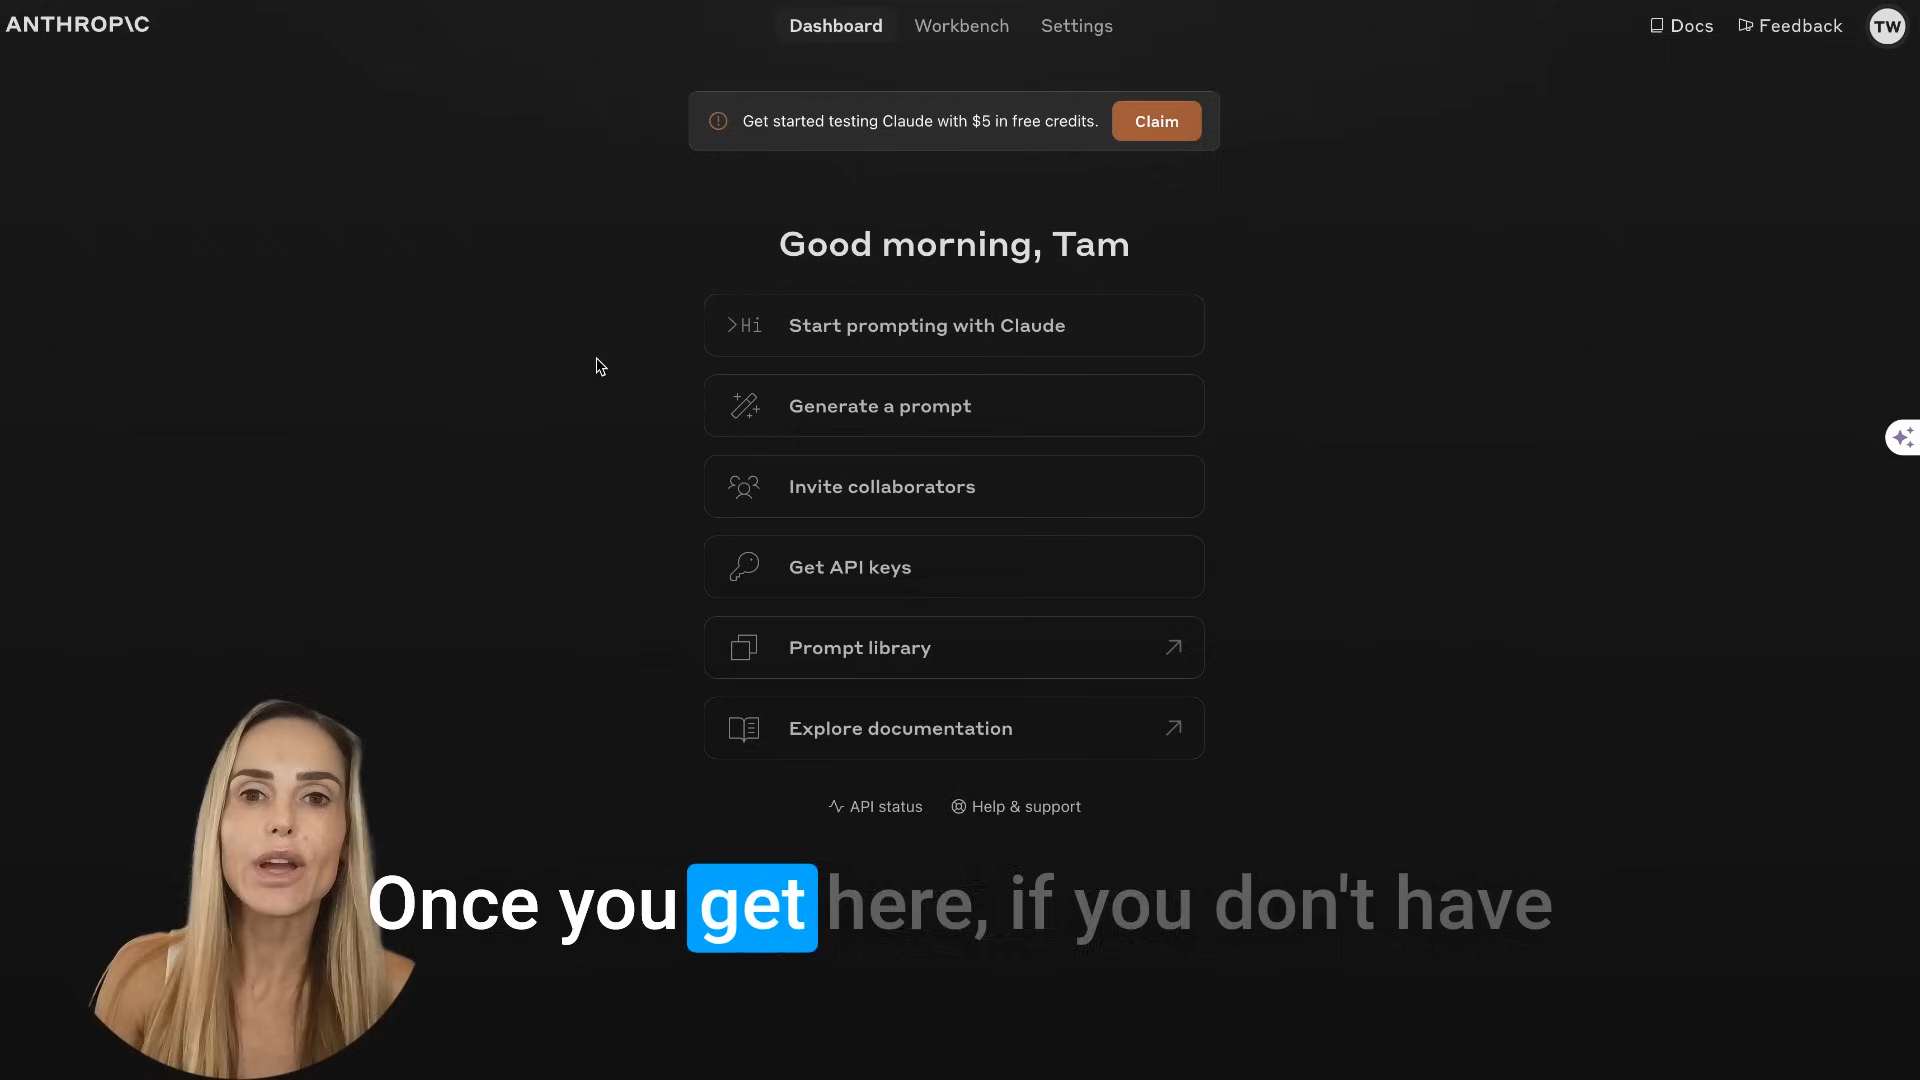 ANTHROP\C
Dashboard Workbench Settings
Docs Feedback TW
Get started testing Claude with $5 in free credits. Claim
Good morning, Tam
>Hi Start prompting with Claude
Generate a prompt
Invite collaborators
Get API keys
Prompt library
Explore documentation
API status Help & support
Once you get here, if you don't have